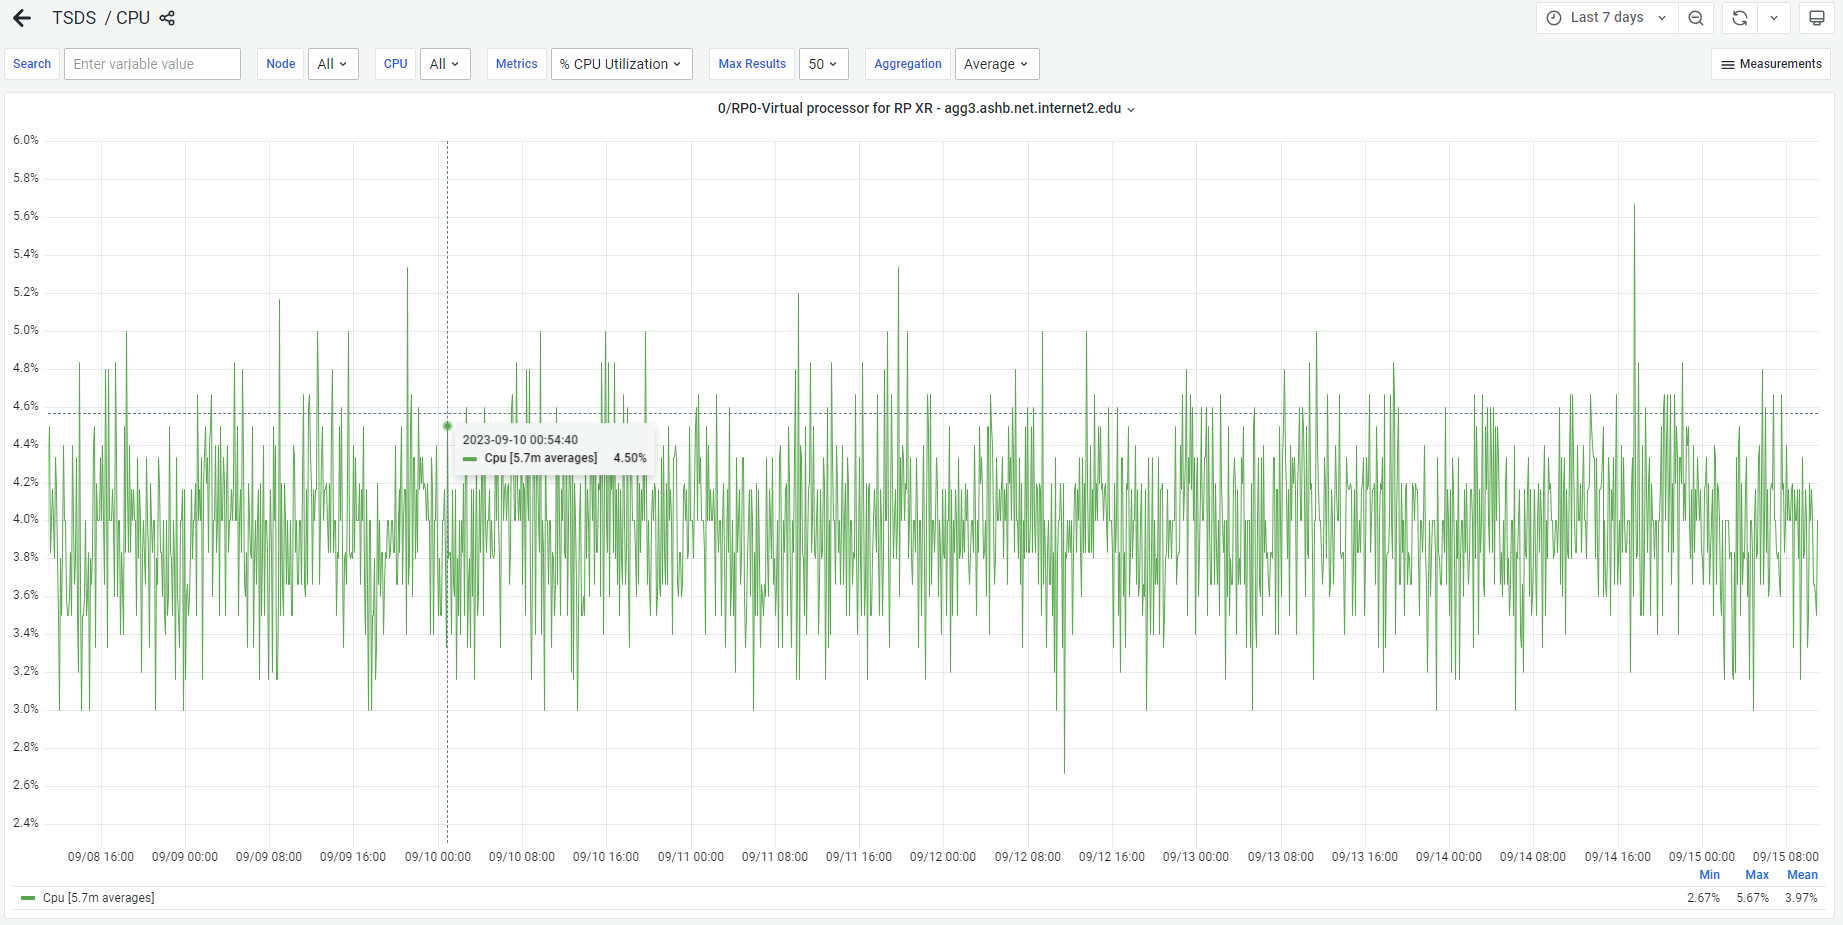 TSDS / CPU
Last 7 days
Search Enter variable value Node All CPU All Metrics % CPU Utilization Max Results 50 Aggregation Average Measurements
0/RP0-Virtual processor for RP XR - agg3.ashb.net.internet2.edu
6.0%
5.8%
5.6%
5.4%
5.2%
5.0%
4.8%
4.6%
4.4%
4.2%
4.0%
3.8%
3.6%
3.4%
3.2%
3.0%
2.8%
2.6%
2.4%
2023-09-10 00:54:40
Cpu [5.7m averages] 4.50%
09/08 16:00 09/09 00:00 09/09 08:00 09/09 16:00 09/10 00:00 09/10 08:00 09/10 16:00 09/11 00:00 09/11 08:00 09/11 16:00 09/12 00:00 09/12 08:00 09/12 16:00 09/13 00:00 09/13 08:00 09/13 16:00 09/14 00:00 09/14 08:00 09/14 16:00 09/15 00:00 09/15 08:00
Min Max Mean
Cpu [5.7m averages] 2.67% 5.67% 3.97%